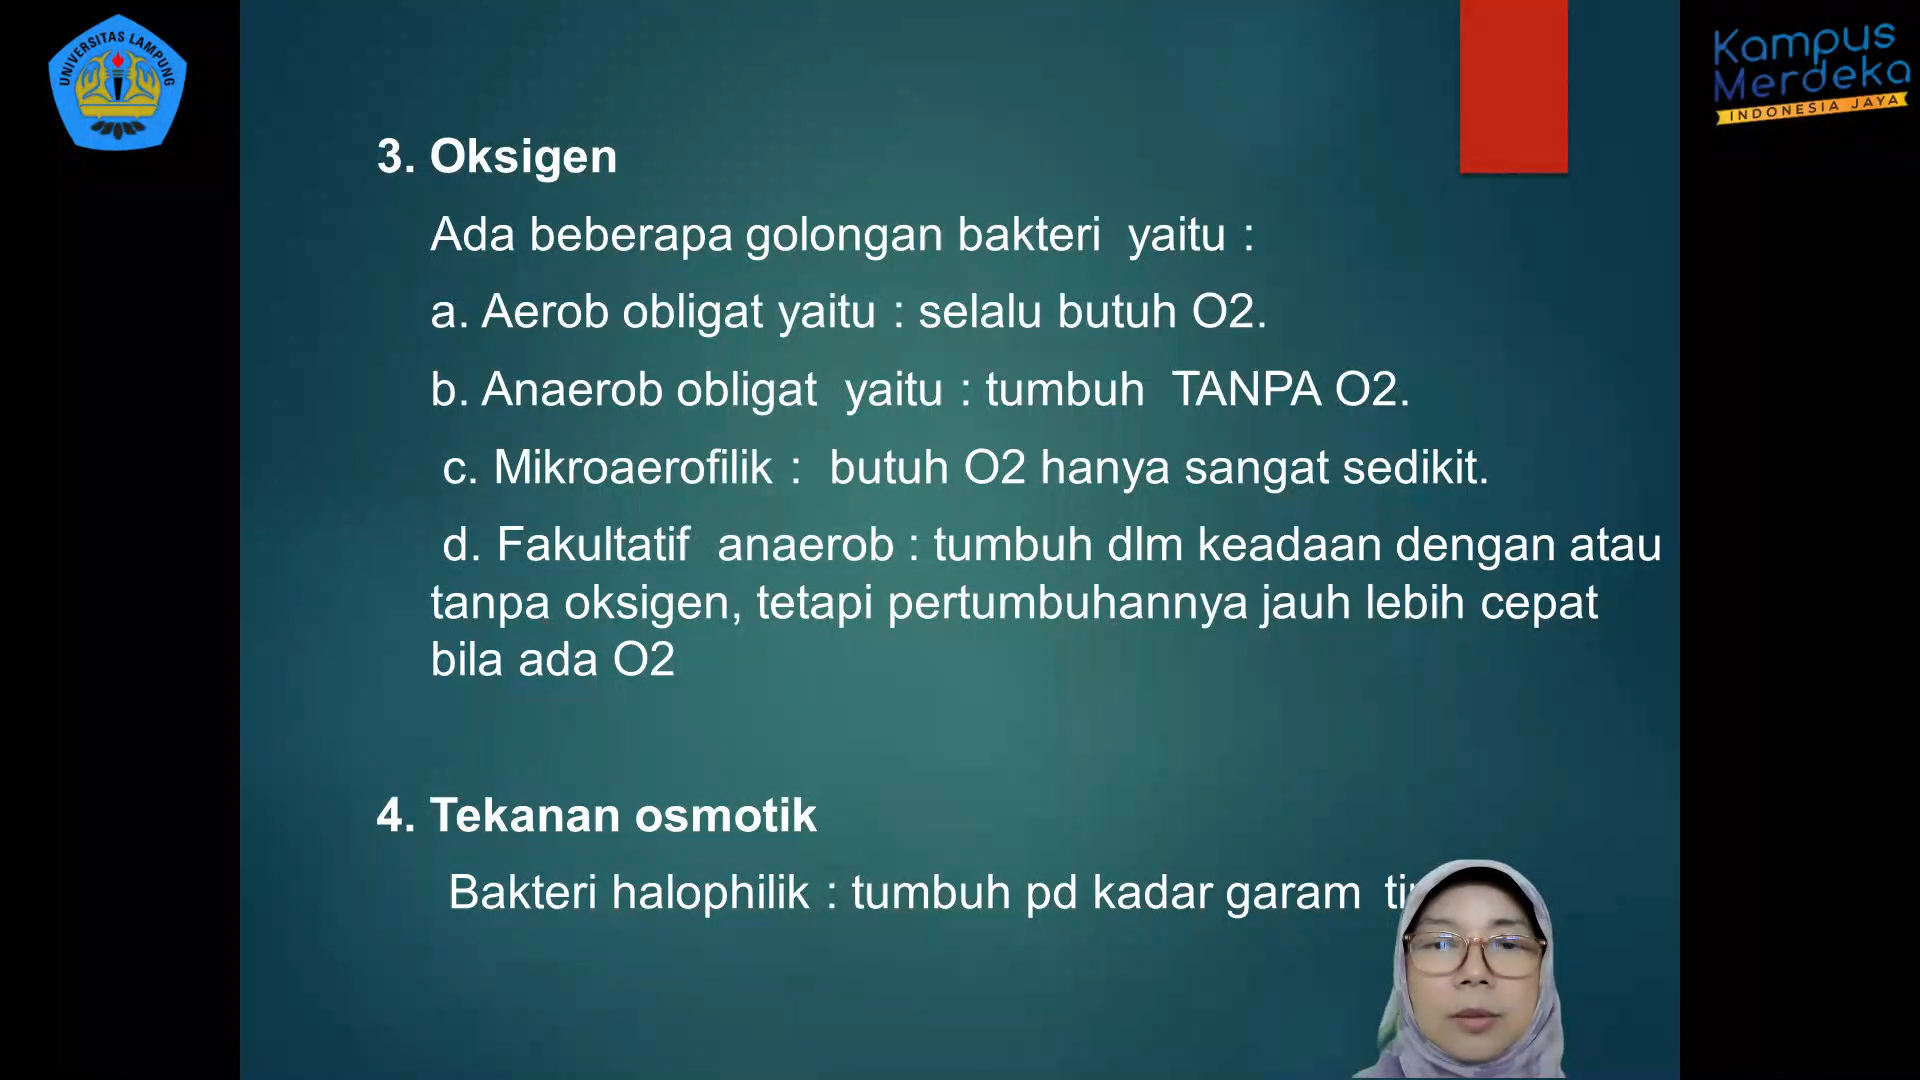 UNIVERSITAS LAMPUNG
Kampus
Merdeka
INDONESIA JAYA
3. Oksigen
Ada beberapa golongan bakteri yaitu :
a. Aerob obligat yaitu : selalu butuh O2.
b. Anaerob obligat yaitu : tumbuh TANPA O2.
c. Mikroaerofilik : butuh O2 hanya sangat sedikit.
d. Fakultatif anaerob : tumbuh dlm keadaan dengan atau
tanpa oksigen, tetapi pertumbuhannya jauh lebih cepat
bila ada O2
4. Tekanan osmotik
Bakteri halophilik : tumbuh pd kadar garam